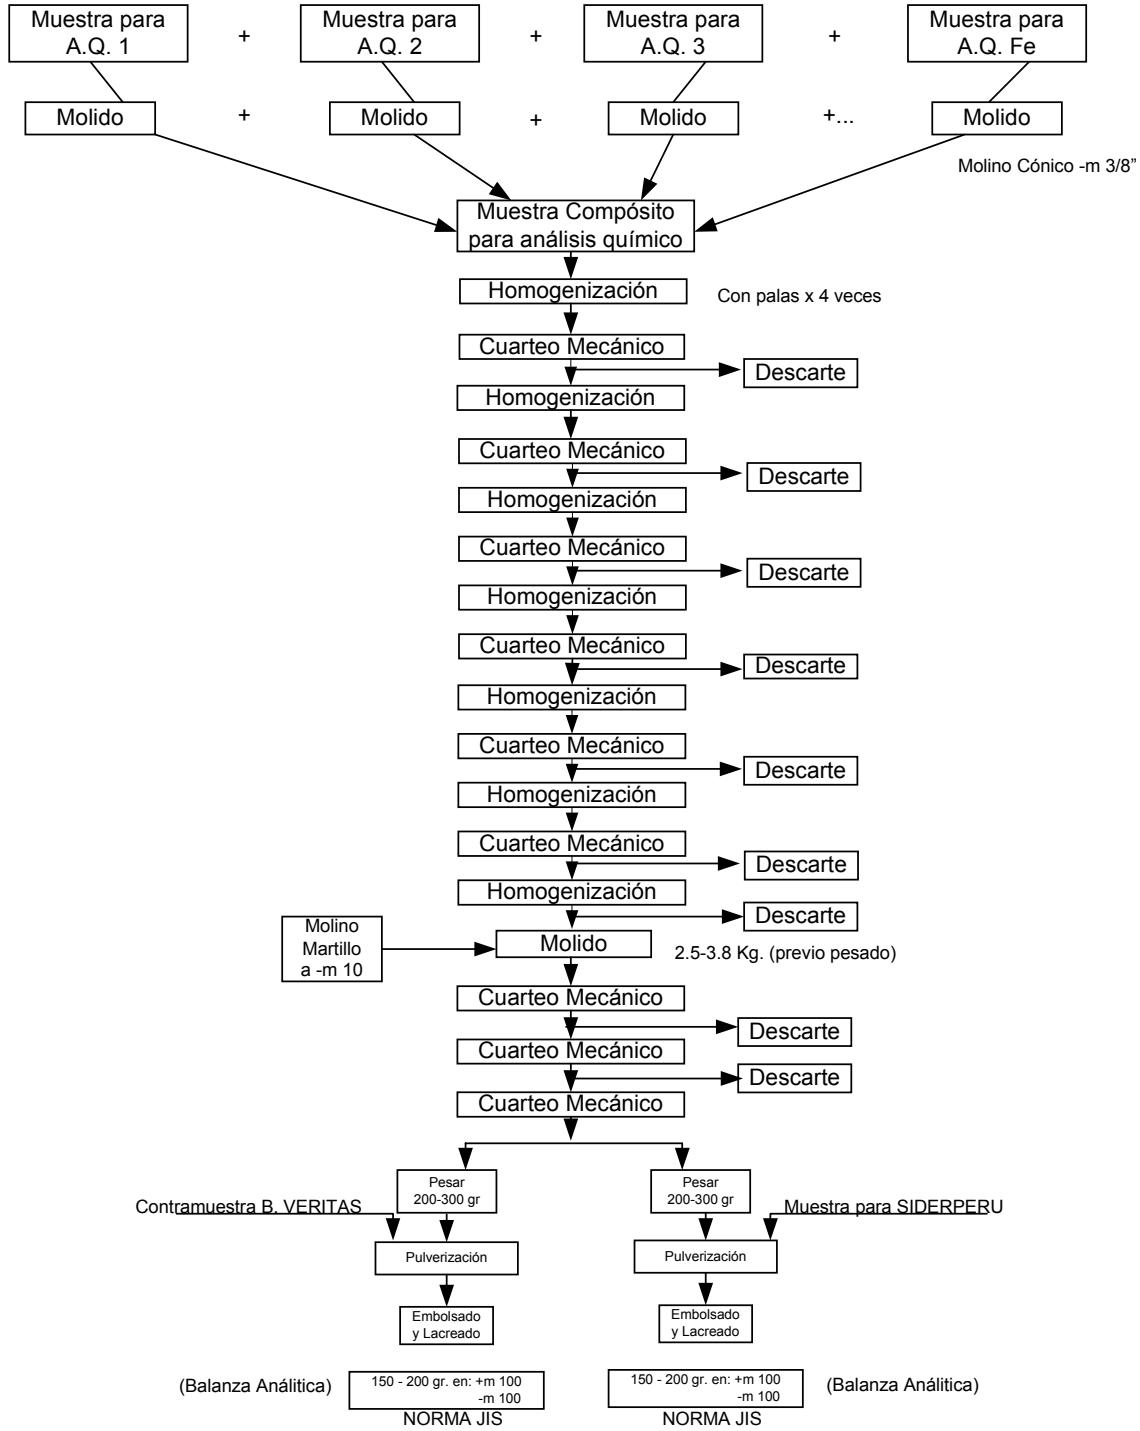 Muestra para
A.Q. 1
+
Muestra para
A.Q. 2
+
Muestra para
A.Q. 3
+
Muestra para
A.Q. Fe
Molido
+
Molido
+
Molido
+...
Molido
Molino Cónico -m 3/8”
Muestra Compósito
para análisis químico
Homogenización
Con palas x 4 veces
Cuarteo Mecánico
Descarte
Homogenización
Cuarteo Mecánico
Descarte
Homogenización
Cuarteo Mecánico
Descarte
Homogenización
Cuarteo Mecánico
Descarte
Homogenización
Cuarteo Mecánico
Descarte
Homogenización
Cuarteo Mecánico
Descarte
Homogenización
Descarte
Molino
Martillo
a -m 10
Molido
2.5-3.8 Kg. (previo pesado)
Cuarteo Mecánico
Descarte
Cuarteo Mecánico
Descarte
Cuarteo Mecánico
Pesar
200-300 gr
Pesar
200-300 gr
Contramuestra B. VERITAS
Muestra para SIDERPERU
Pulverización
Pulverización
Embolsado
y Lacreado
Embolsado
y Lacreado
(Balanza Análitica)
150 - 200 gr. en: +m 100
-m 100
NORMA JIS
150 - 200 gr. en: +m 100
-m 100
NORMA JIS
(Balanza Análitica)